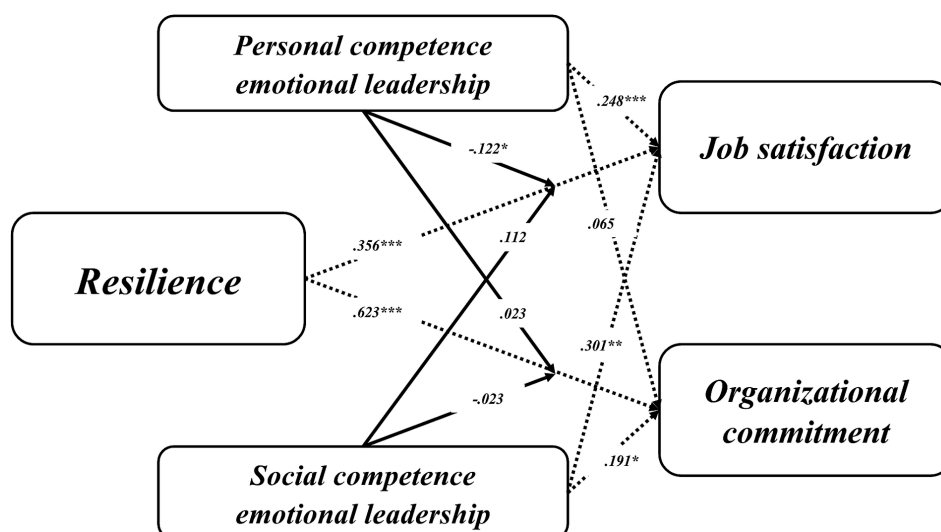 Personal competence
emotional leadership
.248***
Job satisfaction
-.122*
.065
.112
.356***
Resilience
.623***
.023
.301**
Organizational
commitment
-.023
.191*
Social competence
emotional leadership